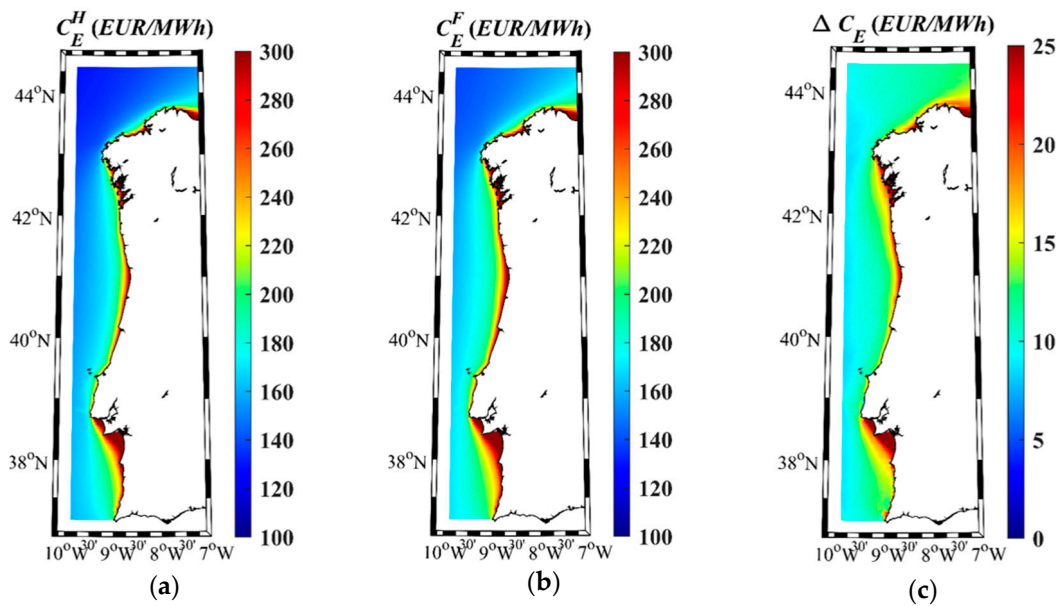 C_E^H (EUR/MWh)
300
280
260
240
220
200
180
160
140
120
100
44°N
42°N
40°N
38°N
10°W 30' 9°W 30' 8°W 30' 7°W
(a)
C_E^F (EUR/MWh)
300
280
260
240
220
200
180
160
140
120
100
44°N
42°N
40°N
38°N
10°W 30' 9°W 30' 8°W 30' 7°W
(b)
Δ C_E (EUR/MWh)
25
20
15
10
5
0
44°N
42°N
40°N
38°N
10°W 30' 9°W 30' 8°W 30' 7°W
(c)